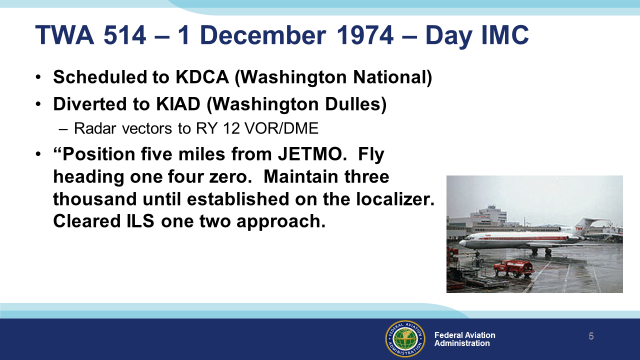 TWA 514 – 1 December 1974 – Day IMC
• Scheduled to KDCA (Washington National)
• Diverted to KIAD (Washington Dulles)
– Radar vectors to RY 12 VOR/DME
• “Position five miles from JETMO. Fly
heading one four zero. Maintain three
thousand until established on the localizer.
Cleared ILS one two approach.
Federal Aviation
Administration
5